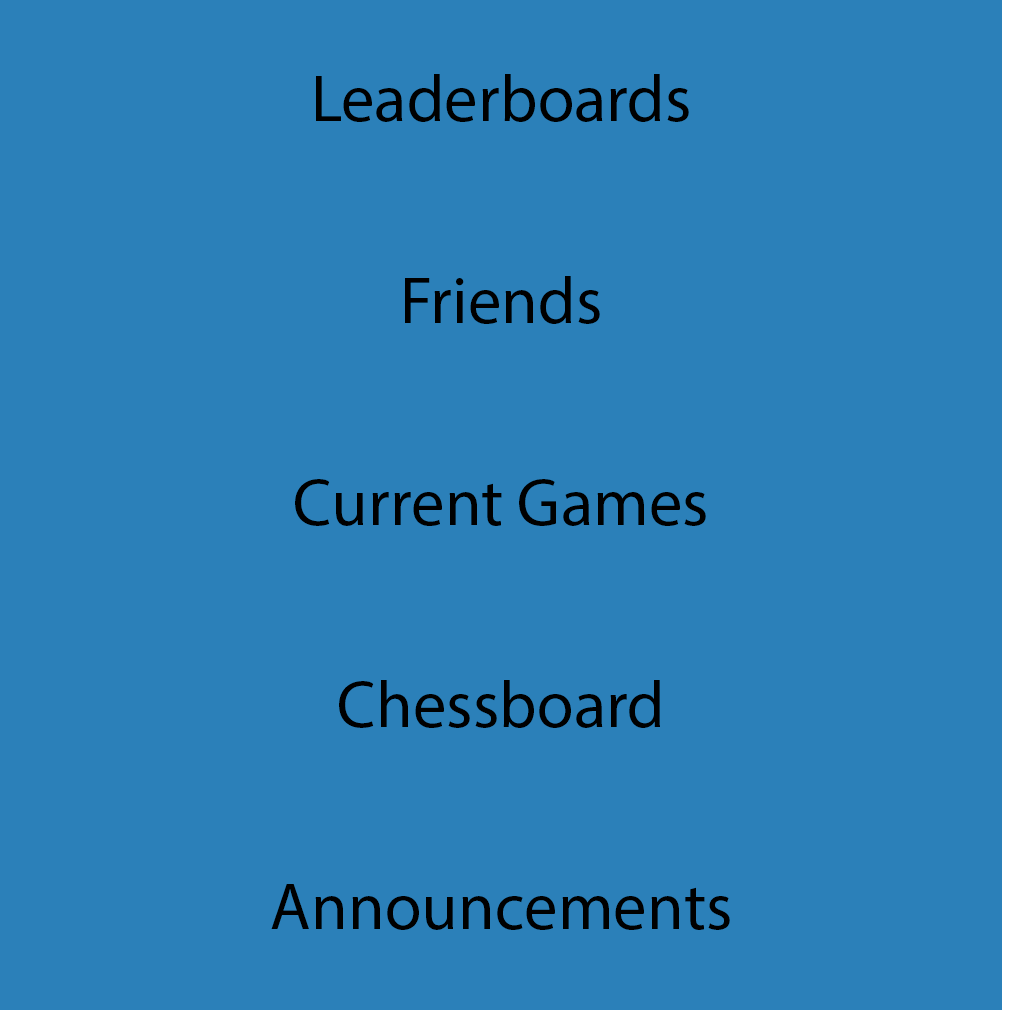 Leaderboards
Friends
Current Games
Chessboard
Announcements